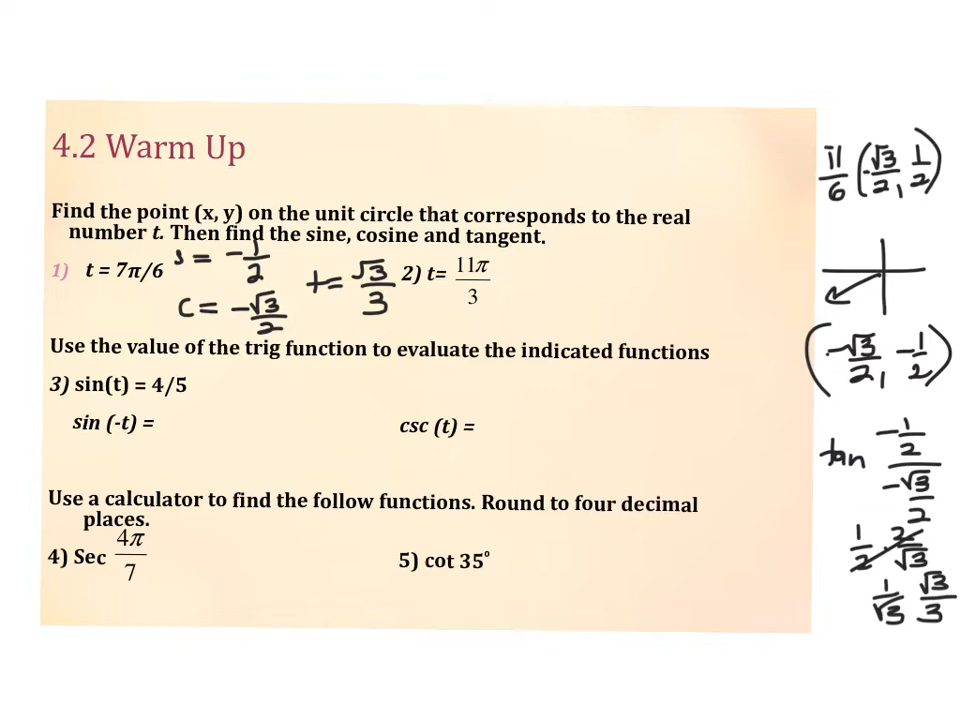 4.2 Warm Up
Find the point (x, y) on the unit circle that corresponds to the real
number t. Then find the sine, cosine and tangent.
1) t = 7π/6 s = -1/2 t = √3/3 2) t= 11π/3
c = -√3/2
Use the value of the trig function to evaluate the indicated functions
3) sin(t) = 4/5
sin (-t) = csc (t) =
Use a calculator to find the follow functions. Round to four decimal
places.
4) Sec 4π/7 5) cot 35°
π/6 (√3/2, 1/2)
(-√3/2, -1/2)
tan -1/2 / -√3/2
1/2 · 2/√3
1/√3 √3/3